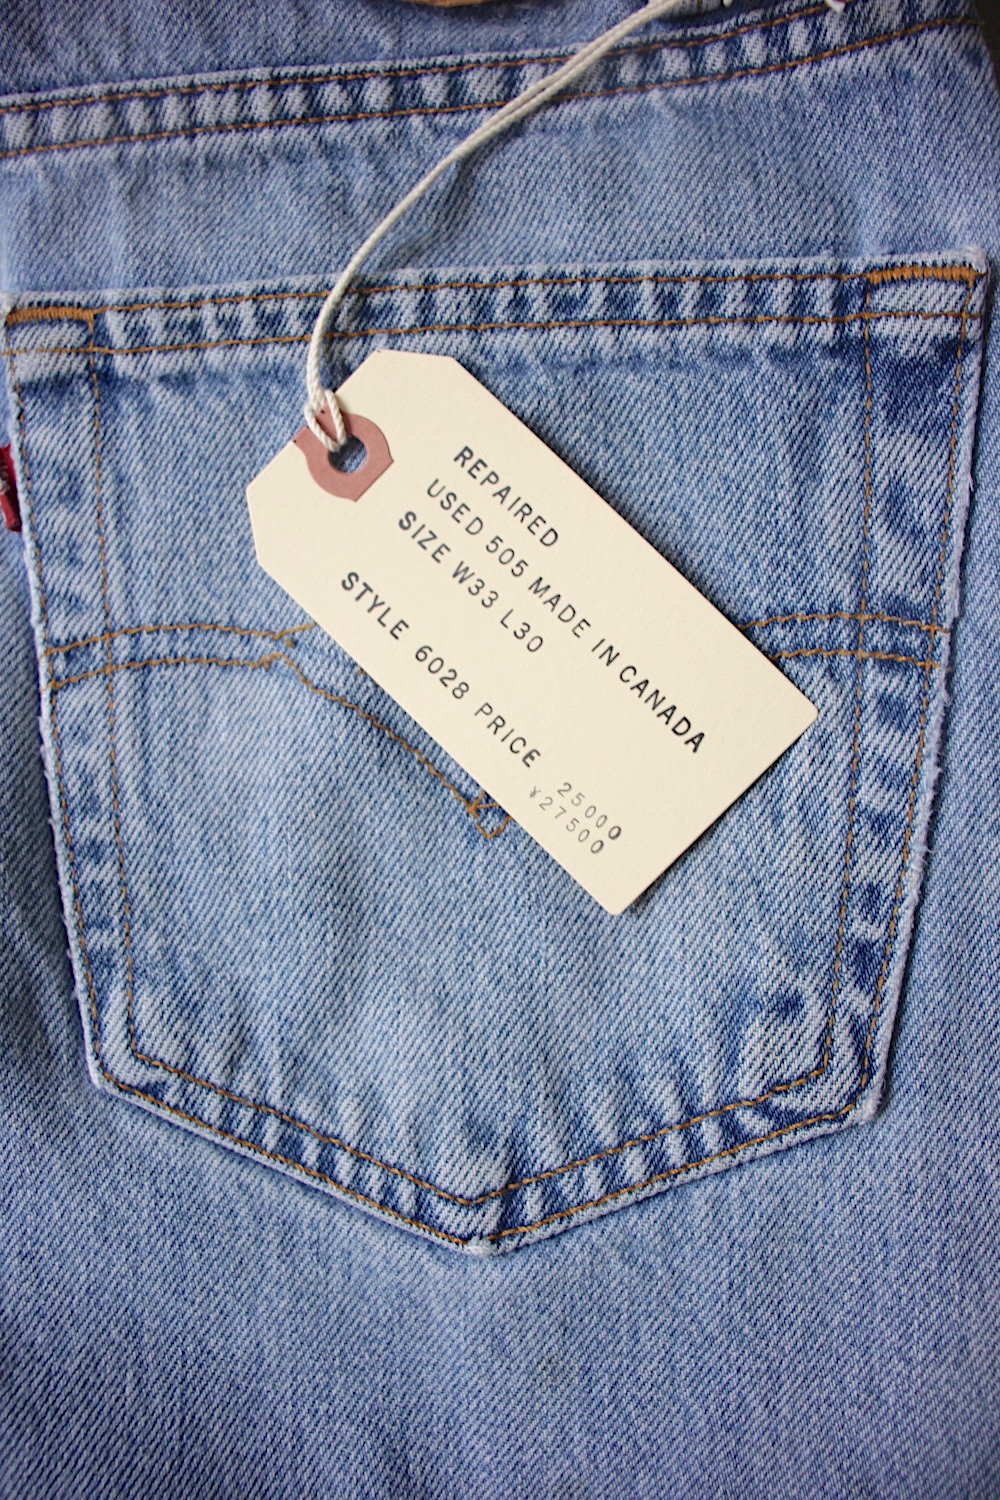 REPAIRED
USED 505 MADE IN CANADA
SIZE W33 L30
STYLE 6028 PRICE 25000
¥27500